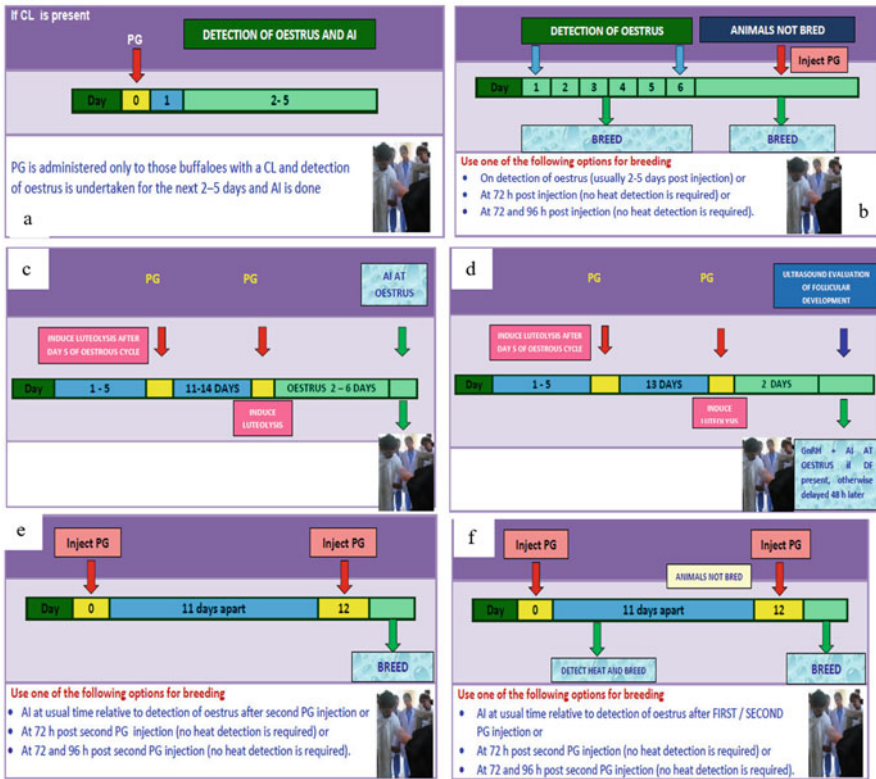 If CL is present
PG
DETECTION OF OESTRUS AND AI
Day 0 1 2- 5
PG is administered only to those buffaloes with a CL and detection
of oestrus is undertaken for the next 2–5 days and AI is done
a
DETECTION OF OESTRUS
ANIMALS NOT BRED
Inject PG
Day 1 2 3 4 5 6
BREED
BREED
Use one of the following options for breeding
• On detection of oestrus (usually 2-5 days post injection) or
• At 72 h post injection (no heat detection is required) or
• At 72 and 96 h post injection (no heat detection is required).
b
c
PG
PG
AI AT
OESTRUS
INDUCE LUTEOLYSIS AFTER
DAY 5 OF OESTROUS CYCLE
Day 1 - 5 11-14 DAYS OESTRUS 2 – 6 DAYS
INDUCE
LUTEOLYSIS
d
PG
PG
ULTRASOUND EVALUATION
OF FOLLICULAR
DEVELOPMENT
INDUCE LUTEOLYSIS AFTER
DAY 5 OF OESTROUS CYCLE
Day 1 - 5 13 DAYS 2 DAYS
INDUCE
LUTEOLYSIS
GnRH + AI AT
OESTRUS if DF
present, otherwise
delayed 48 h later
e
Inject PG
Inject PG
Day 0 11 days apart 12
BREED
Use one of the following options for breeding
• AI at usual time relative to detection of oestrus after second PG injection or
• At 72 h post second PG injection (no heat detection is required) or
• At 72 and 96 h post second PG injection (no heat detection is required).
f
Inject PG
Inject PG
ANIMALS NOT BRED
Day 0 11 days apart 12
DETECT HEAT AND BREED
BREED
Use one of the following options for breeding
• AI at usual time relative to detection of oestrus after FIRST / SECOND
PG injection or
• At 72 h post second PG injection (no heat detection is required) or
• At 72 and 96 h post second PG injection (no heat detection is required).